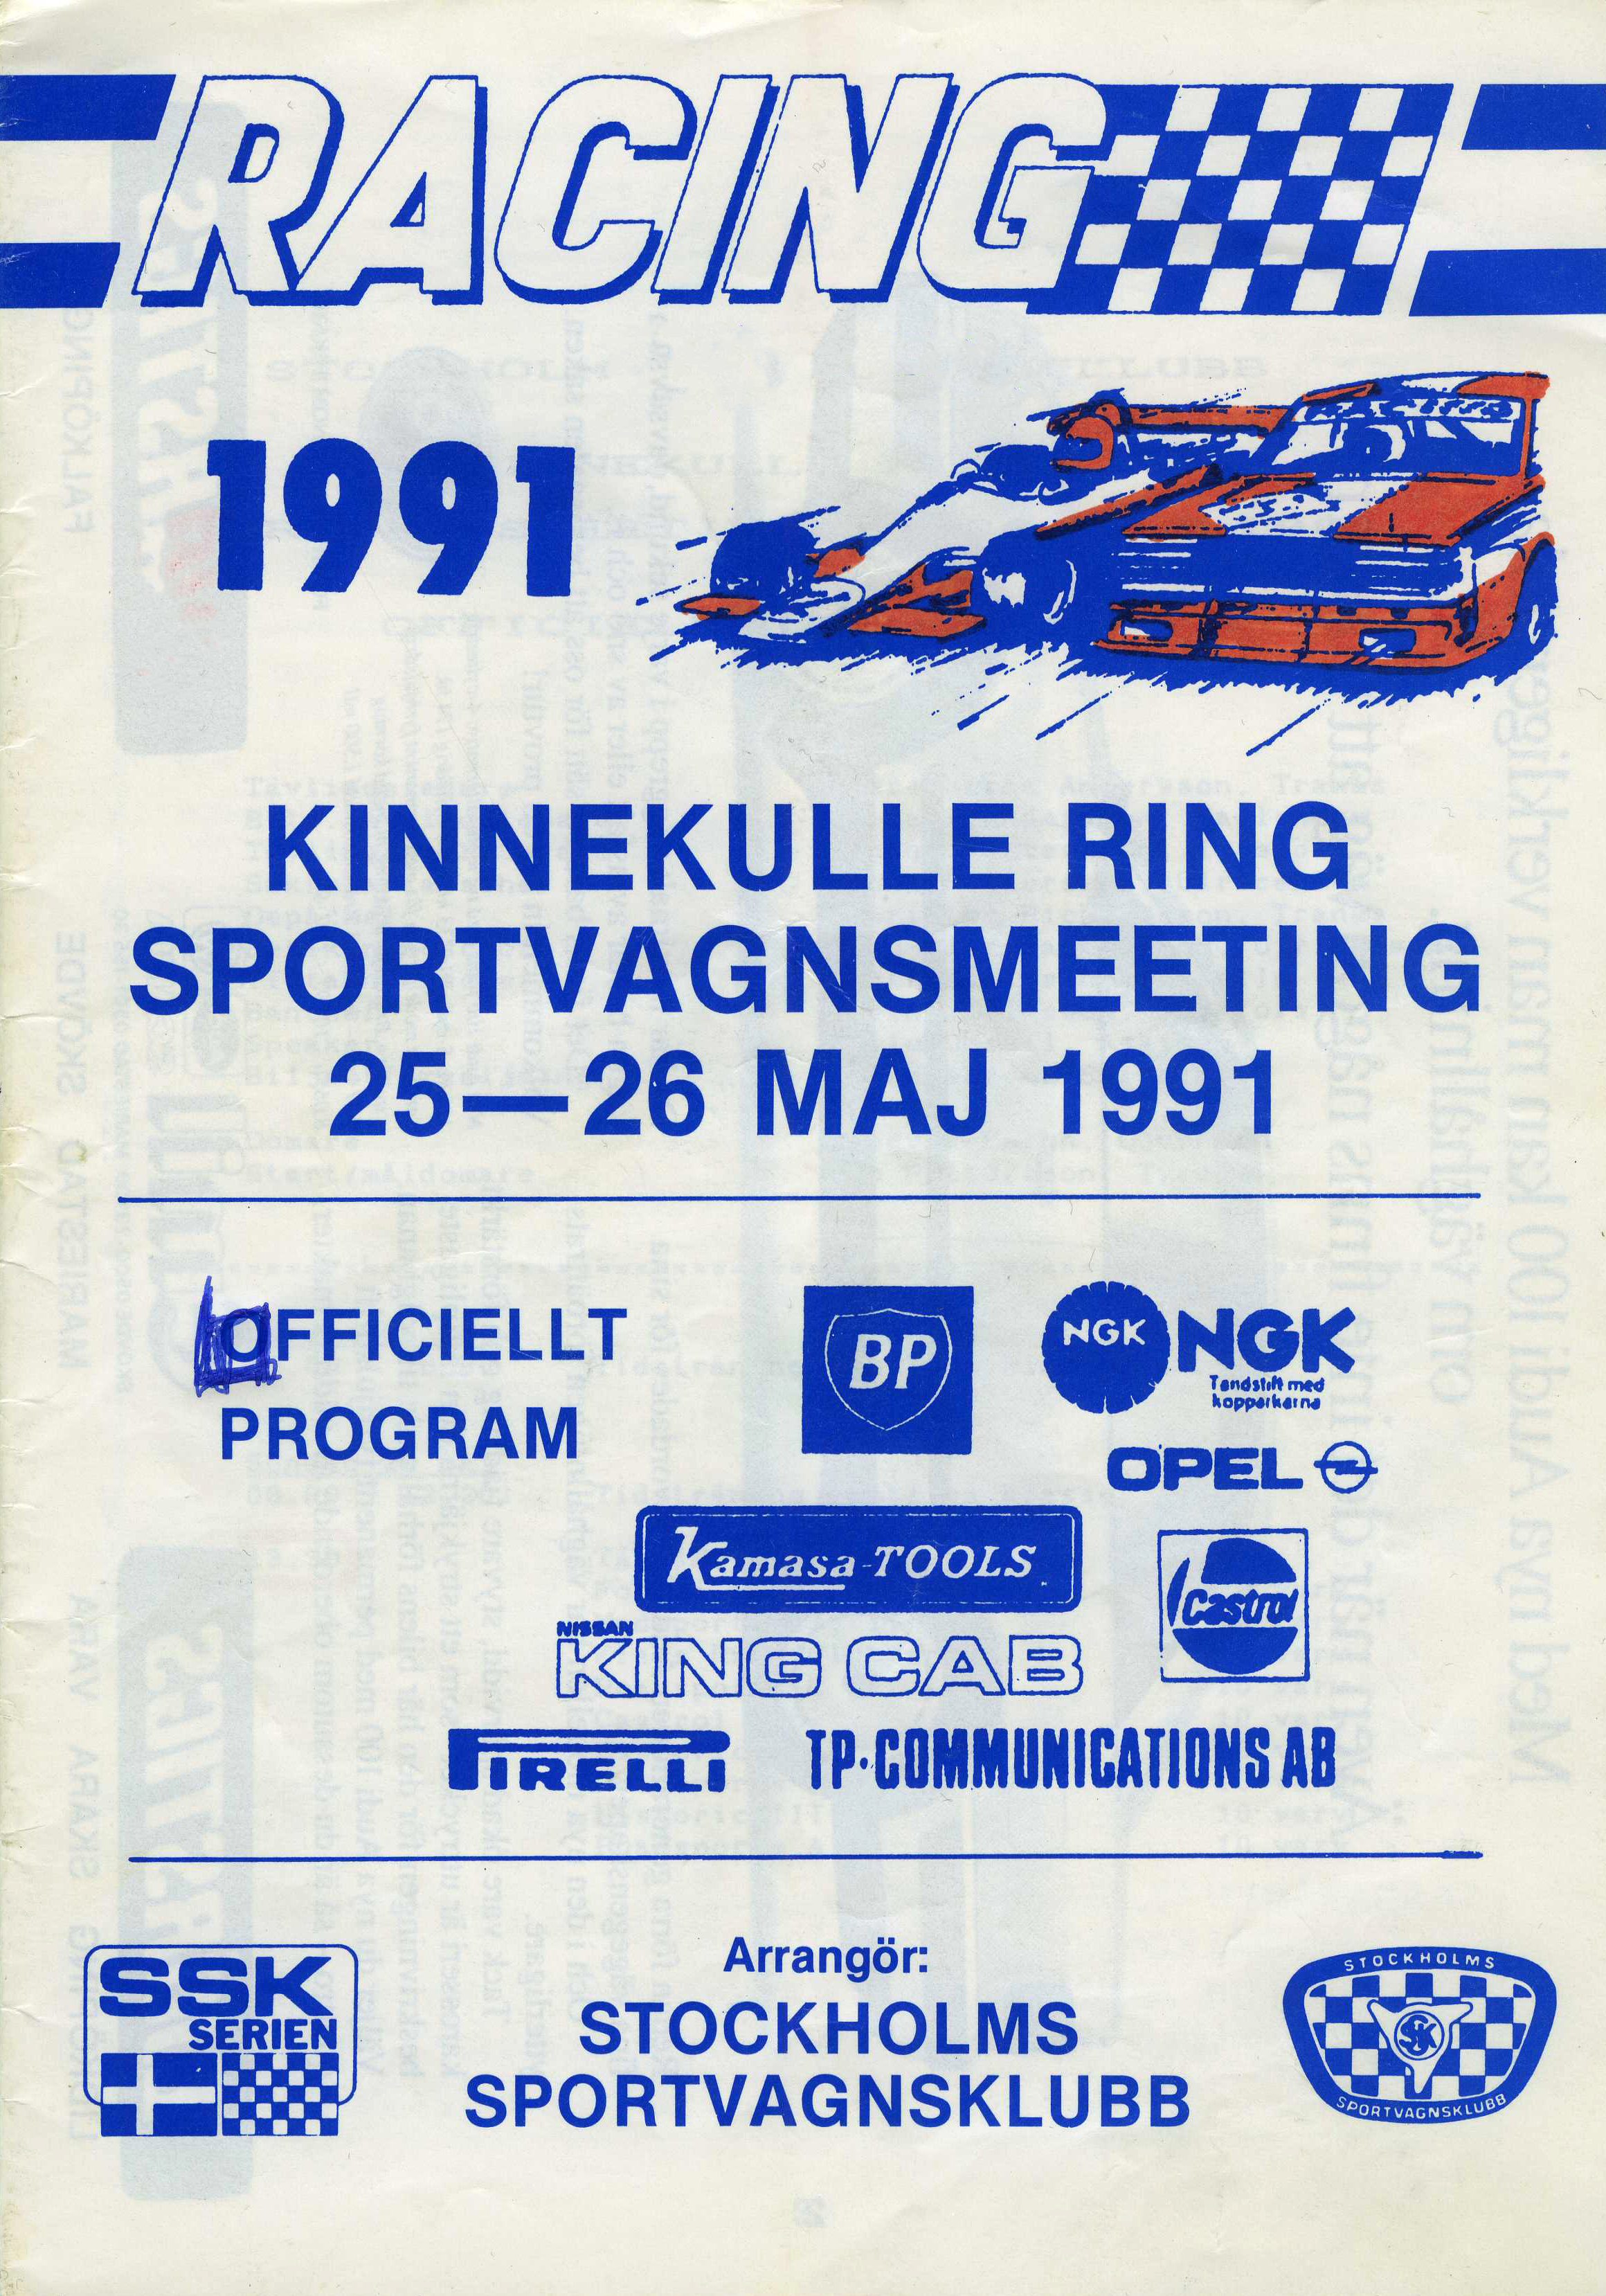 RACING
1991
KINNEKULLE RING
SPORTVAGNSMEETING
25—26 MAJ 1991
OFFICIELLT
PROGRAM
BP
NGK NGK
Tändstift med
kopparkärna
OPEL
Kamasa-TOOLS
Castrol
NISSAN
KING CAB
PIRELLI TP·COMMUNICATIONS AB
SSK
SERIEN
Arrangör:
STOCKHOLMS
SPORTVAGNSKLUBB
STOCKHOLMS
SSK
SPORTVAGNSKLUBB